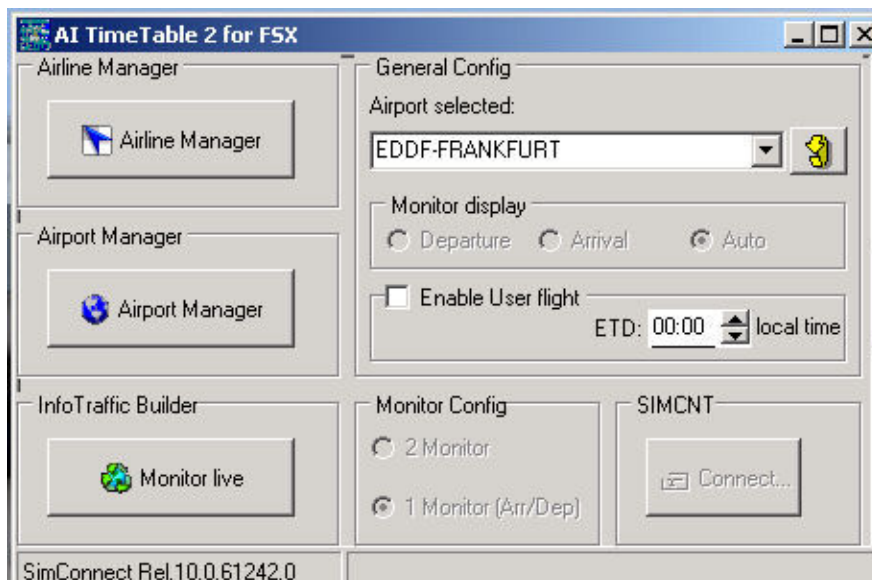 AI TimeTable 2 for FSX
Airline Manager
Airline Manager
Airport Manager
Airport Manager
InfoTraffic Builder
Monitor live
General Config
Airport selected:
EDDF-FRANKFURT
Monitor display
Departure Arrival Auto
Enable User flight
ETD: 00:00 local time
Monitor Config
2 Monitor
1 Monitor (Arr/Dep)
SIMCNT
Connect...
SimConnect Rel.10.0.61242.0